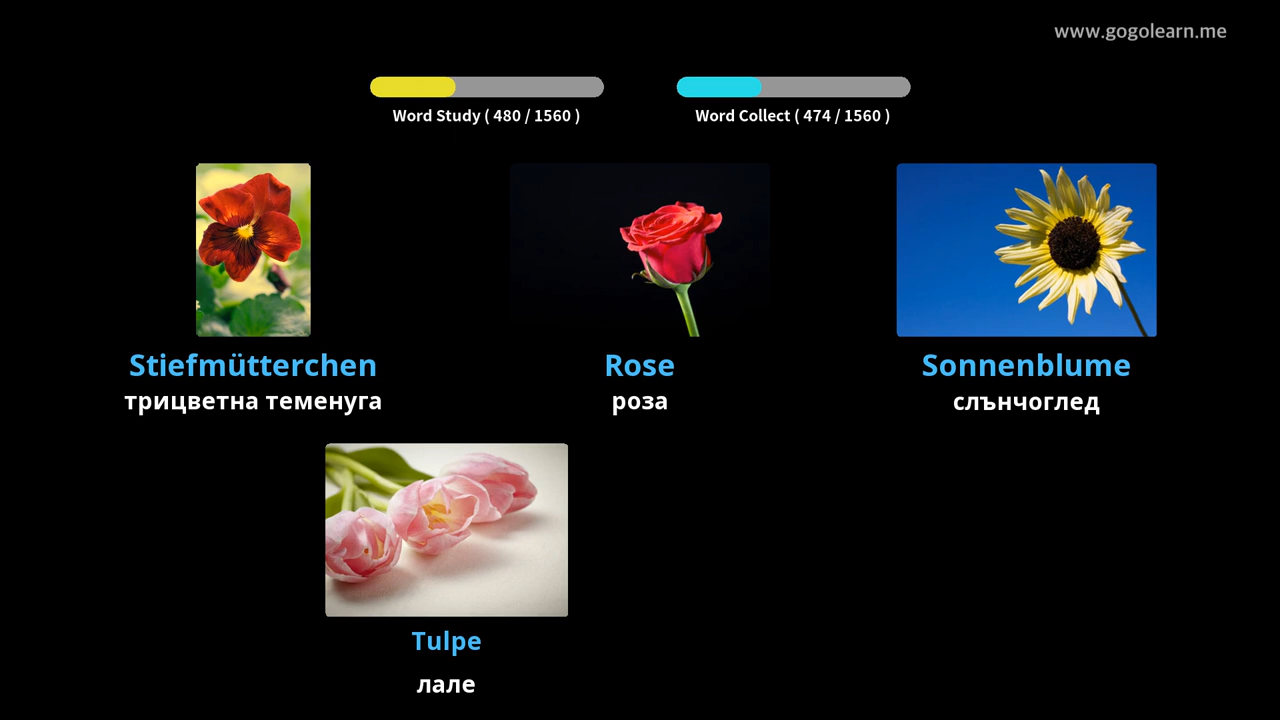 www.gogolearn.me
Word Study ( 480 / 1560 )
Word Collect ( 474 / 1560 )
Stiefmütterchen
трицветна теменуга
Rose
роза
Sonnenblume
слънчоглед
Tulpe
лале